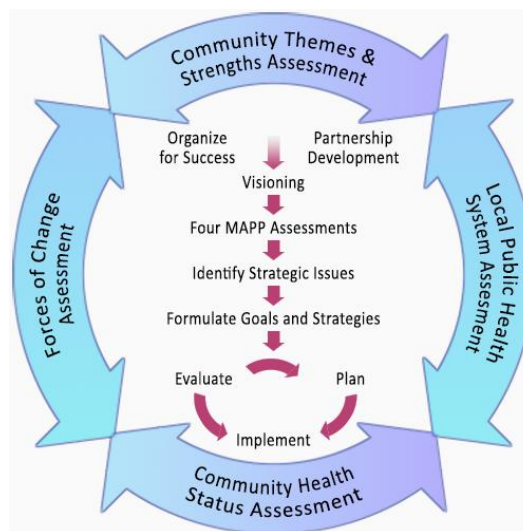 Community Themes &
Strengths Assessment
Organize
for Success
Partnership
Development
Visioning
Four MAPP Assessments
Identify Strategic Issues
Formulate Goals and Strategies
Evaluate
Plan
Implement
Forces of Change
Assessment
Local Public Health
System Assessment
Community Health
Status Assessment